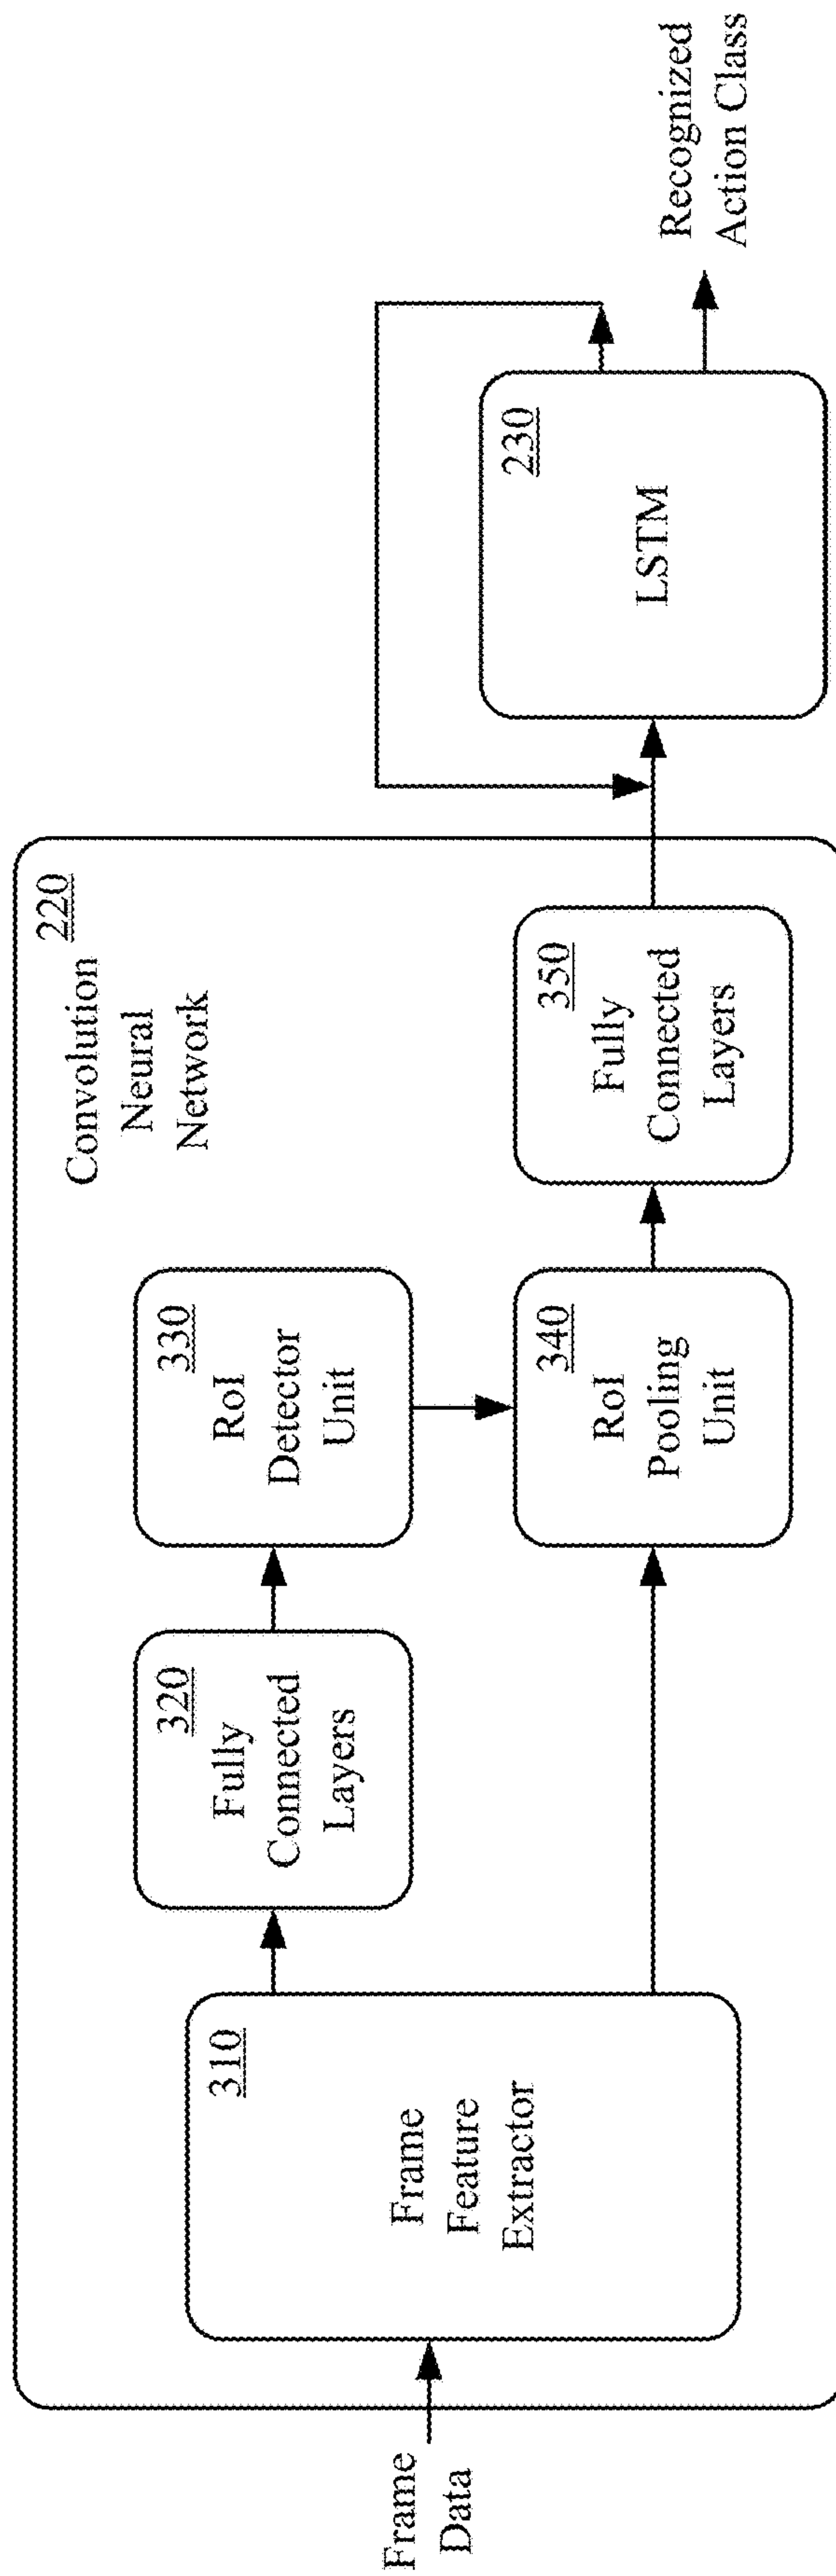 Frame
Data
310
Frame
Feature
Extractor
320
Fully
Connected
Layers
330
RoI
Detector
Unit
340
RoI
Pooling
Unit
350
Fully
Connected
Layers
220
Convolution
Neural
Network
230
LSTM
Recognized
Action Class